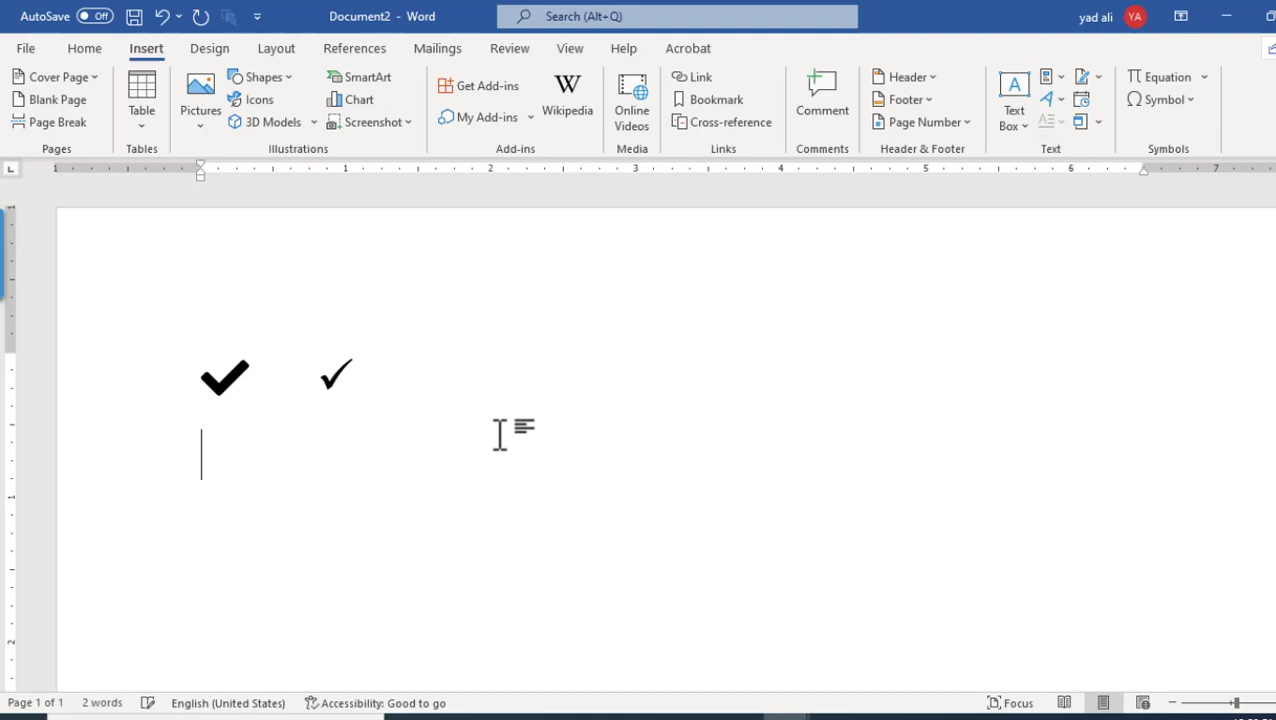 AutoSave Off Document2 - Word Search (Alt+Q) yad ali YA
File Home Insert Design Layout References Mailings Review View Help Acrobat
Cover Page
Blank Page
Page Break
Pages
Table
Tables
Pictures
Shapes
Icons
3D Models
SmartArt
Chart
Screenshot
Illustrations
Get Add-ins
My Add-ins
W
Wikipedia
Add-ins
Online
Videos
Media
Link
Bookmark
Cross-reference
Links
Comment
Comments
Header
Footer
Page Number
Header & Footer
A
Text
Box
Text
Equation
Symbol
Symbols
1 1 2 3 4 5 6 7
✔ ✓
1
1
2
Page 1 of 1 2 words English (United States) Accessibility: Good to go Focus